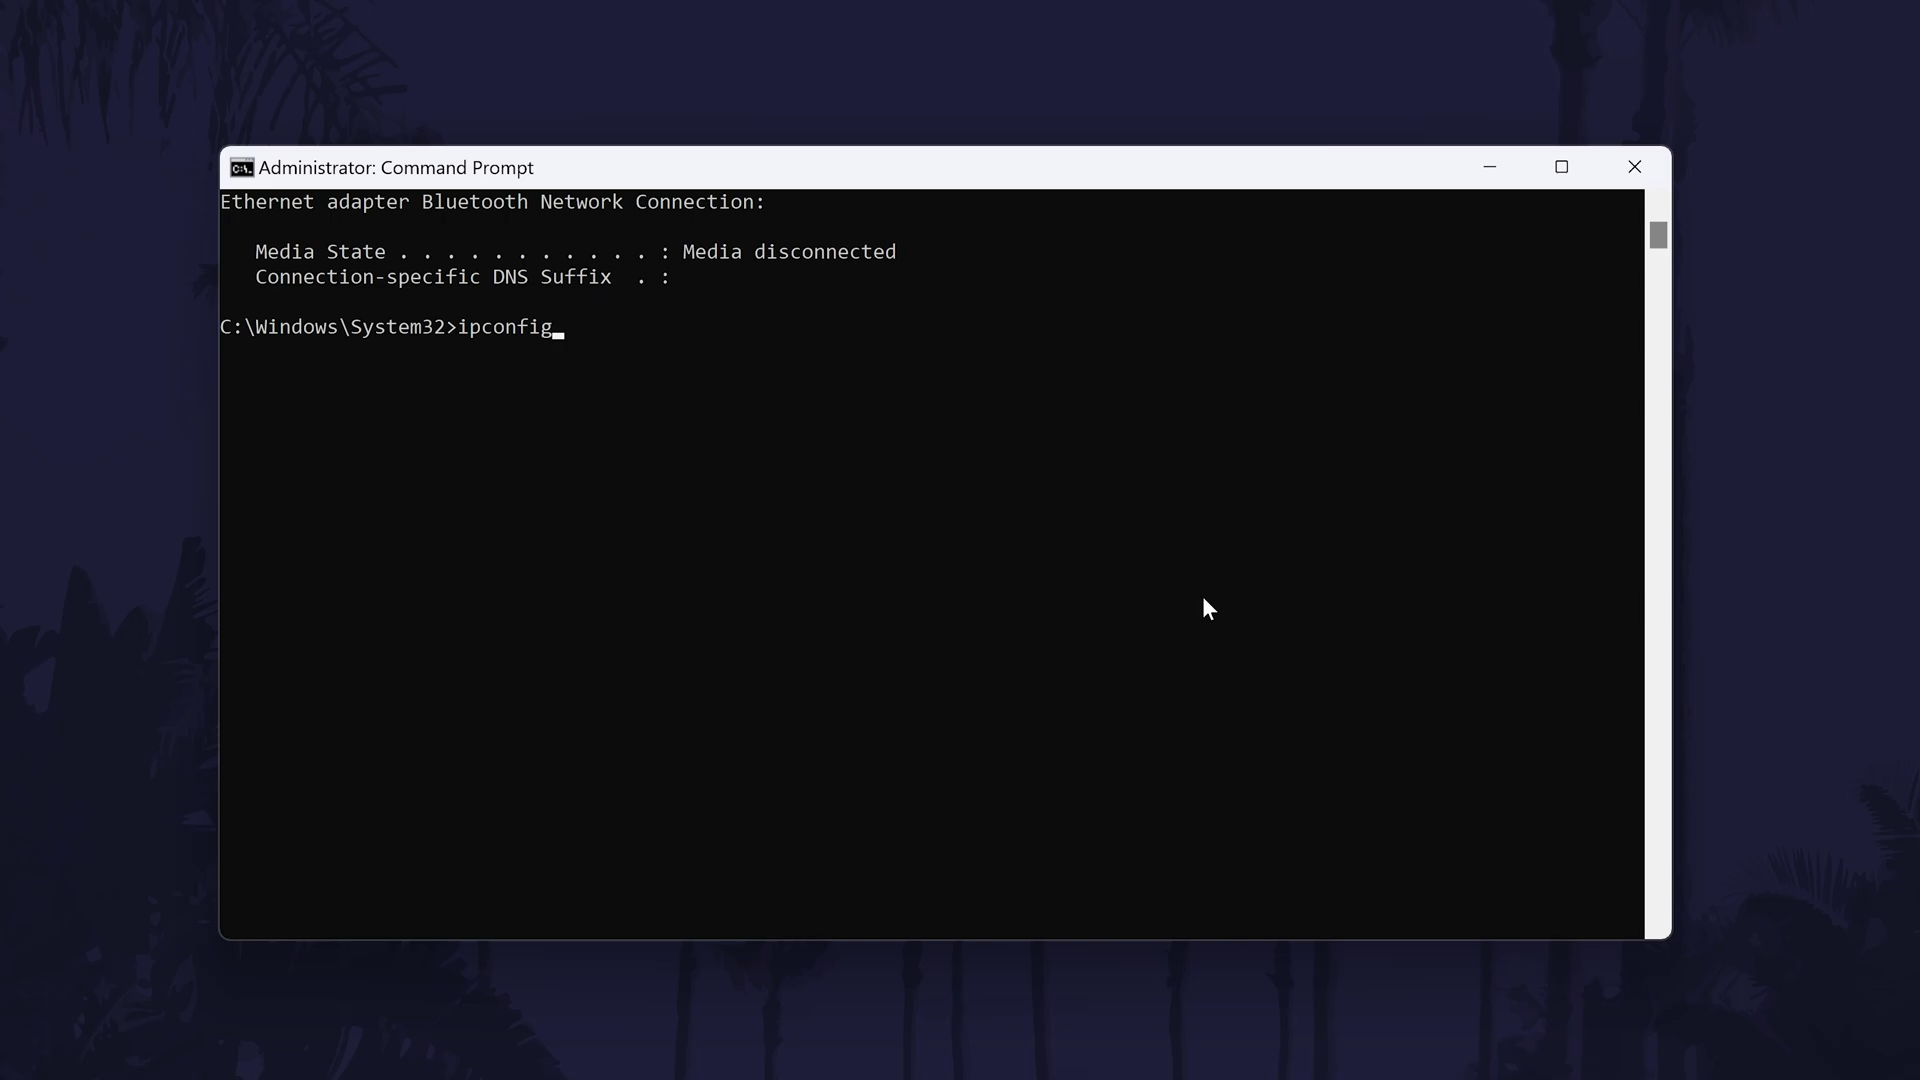 Administrator: Command Prompt
Ethernet adapter Bluetooth Network Connection:
Media State . . . . . . . . . . . : Media disconnected
Connection-specific DNS Suffix  . :
C:\Windows\System32>ipconfig